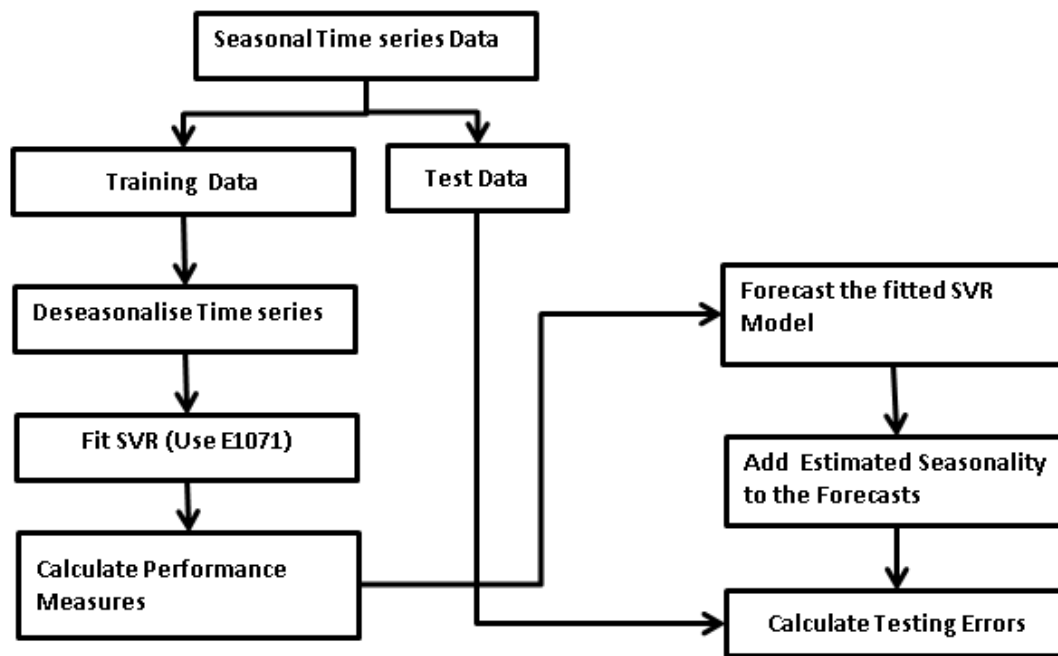 Seasonal Time series Data
Training Data
Test Data
Deseasonalise Time series
Forecast the fitted SVR
Model
Fit SVR (Use E1071)
Add Estimated Seasonality
to the Forecasts
Calculate Performance
Measures
Calculate Testing Errors